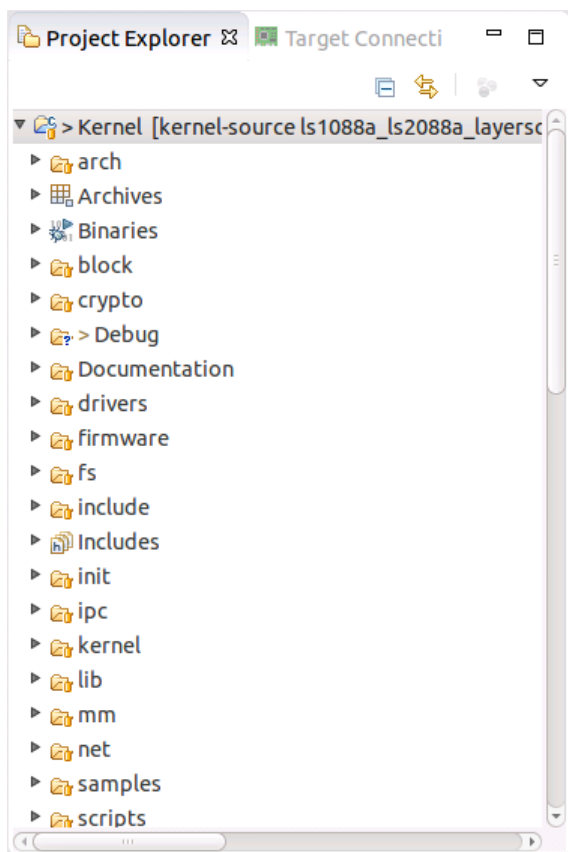 Project Explorer Target Connecti
> Kernel [kernel-source ls1088a_ls2088a_layersc
arch
Archives
Binaries
block
crypto
> Debug
Documentation
drivers
firmware
fs
include
Includes
init
ipc
kernel
lib
mm
net
samples
scripts